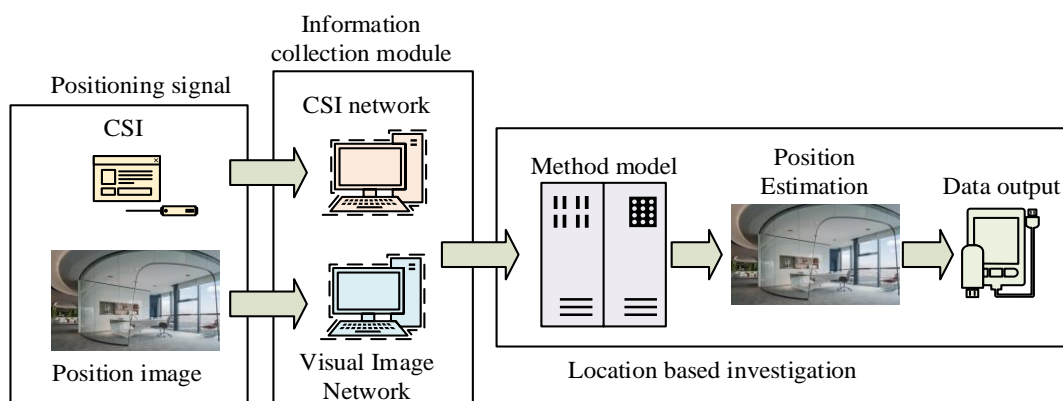 Information
collection module
Positioning signal
CSI
CSI network
Position image
Visual Image
Network
Method model
Position
Estimation
Data output
Location based investigation